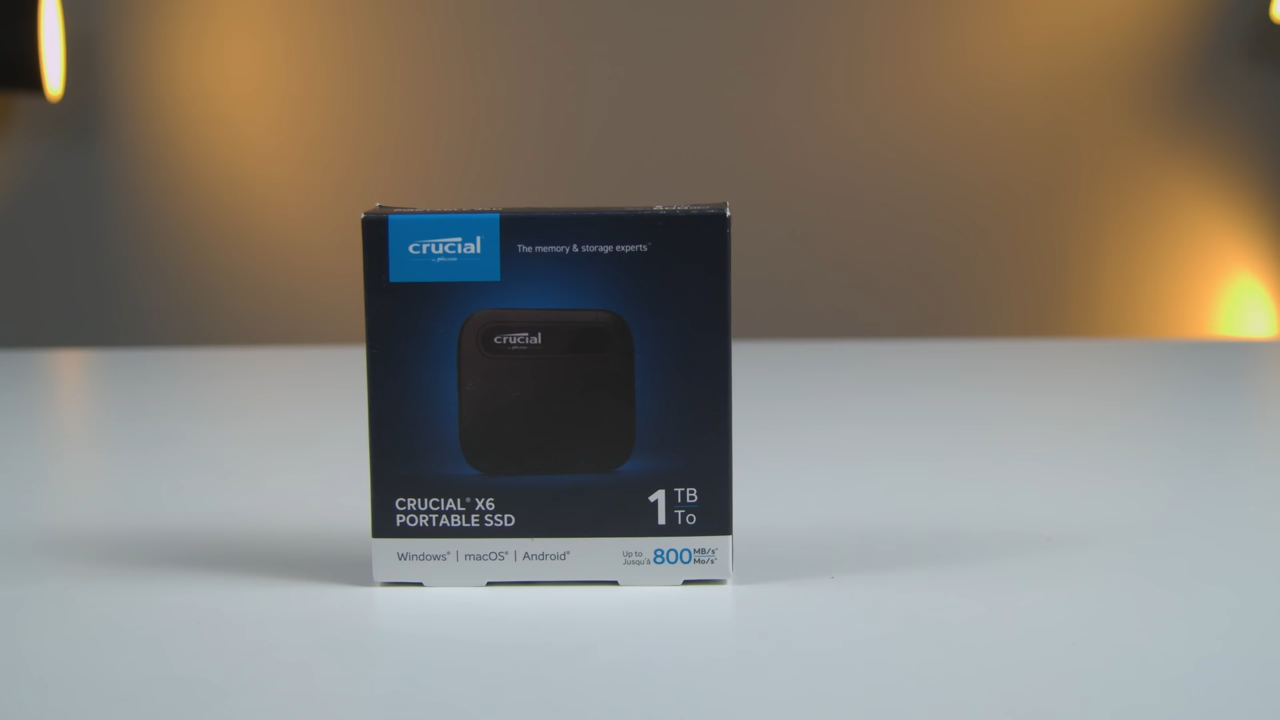 crucial
The memory & storage experts™
crucial
CRUCIAL® X6
PORTABLE SSD
1 TB
To
Windows® | macOS® | Android®
Up to
Jusqu'à
800 MB/s*
Mo/s*